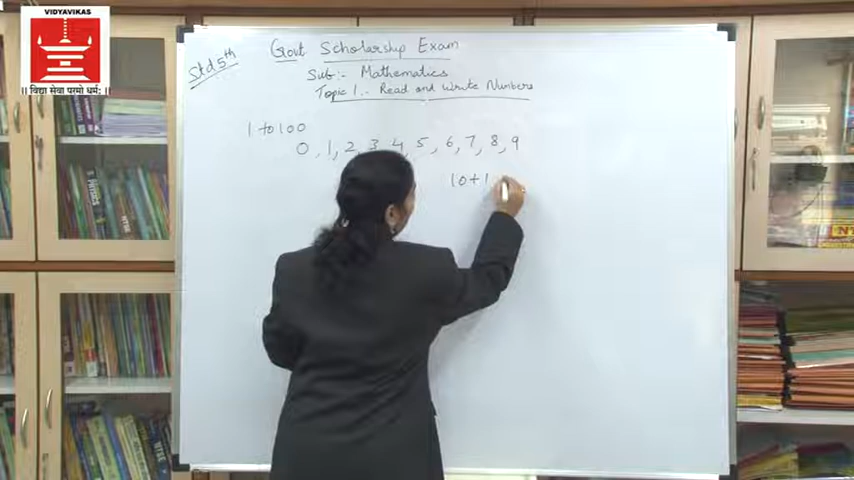 VIDYAVIKAS
|| विद्या सेवा परमो धर्म: ||
Std 5th
Govt Scholarship Exam
Sub:- Mathematics
Topic 1.- Read and Write Numbers
1 to 100
0, 1, 2, 3, 4, 5, 6, 7, 8, 9
10+1
Physics